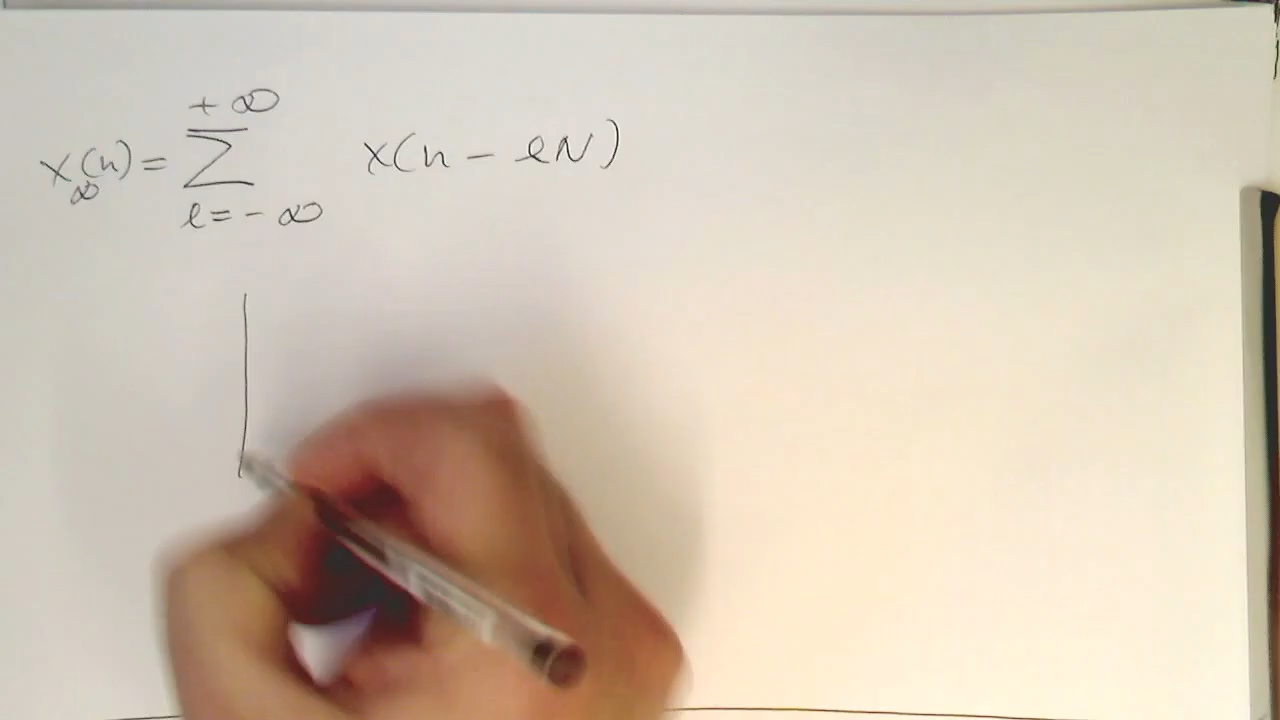 x∞(n) = ∑_{l=-∞}^{+∞} x(n - lN)